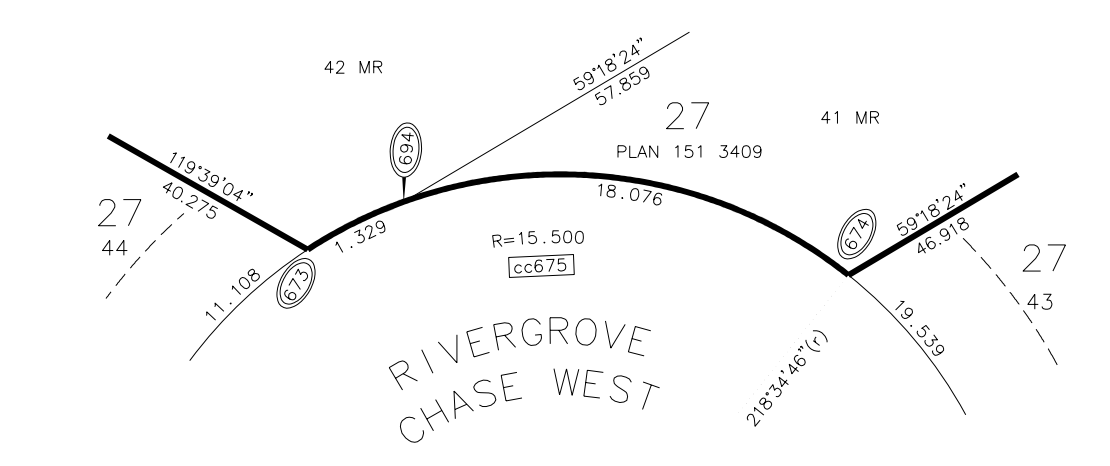 42 MR
59°18'24"
57.859
694
27
PLAN 151 3409
41 MR
119°39'04"
40.275
27
44
1.329
18.076
R=15.500
cc675
673
11.108
674
59°18'24"
46.918
27
43
19.539
218°34'46"(r)
RIVERGROVE
CHASE WEST